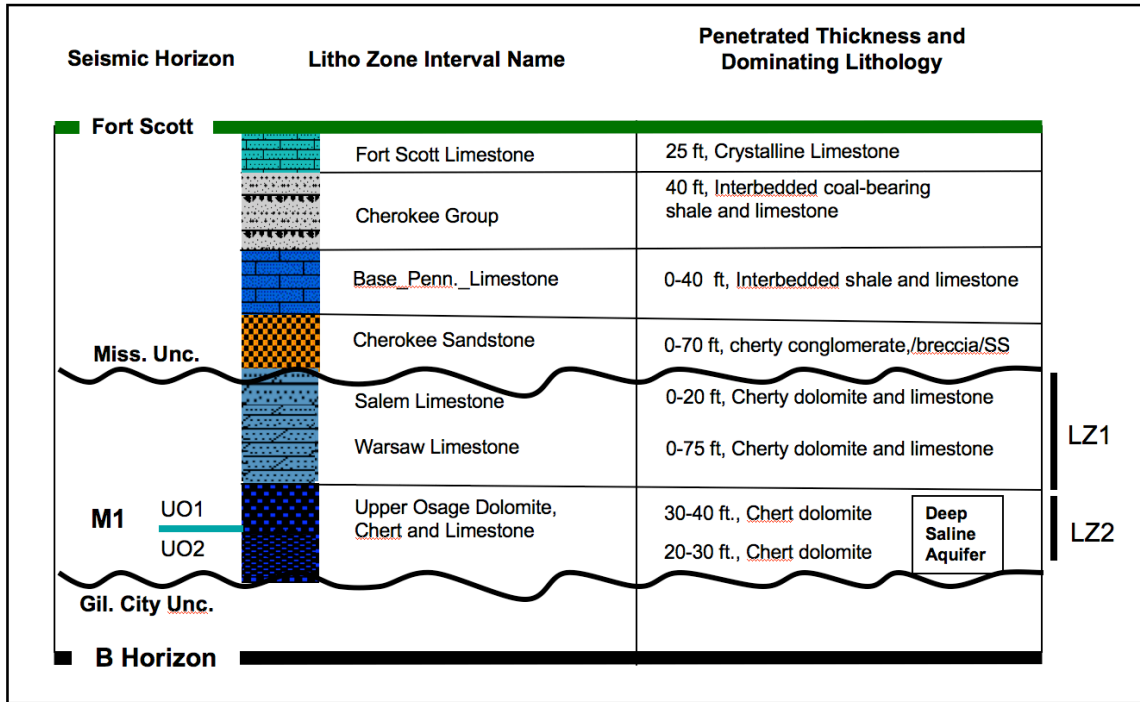 Seismic Horizon
Litho Zone Interval Name
Penetrated Thickness and
Dominating Lithology
Fort Scott
Fort Scott Limestone
25 ft, Crystalline Limestone
Cherokee Group
40 ft, Interbedded coal-bearing
shale and limestone
Base_Penn._Limestone
0-40 ft, Interbedded shale and limestone
Cherokee Sandstone
0-70 ft, cherty conglomerate,/breccia/SS
Miss. Unc.
Salem Limestone
0-20 ft, Cherty dolomite and limestone
Warsaw Limestone
0-75 ft, Cherty dolomite and limestone
LZ1
M1
UO1
UO2
Upper Osage Dolomite,
Chert and Limestone
30-40 ft., Chert dolomite
20-30 ft., Chert dolomite
Deep
Saline
Aquifer
LZ2
Gil. City Unc.
B Horizon